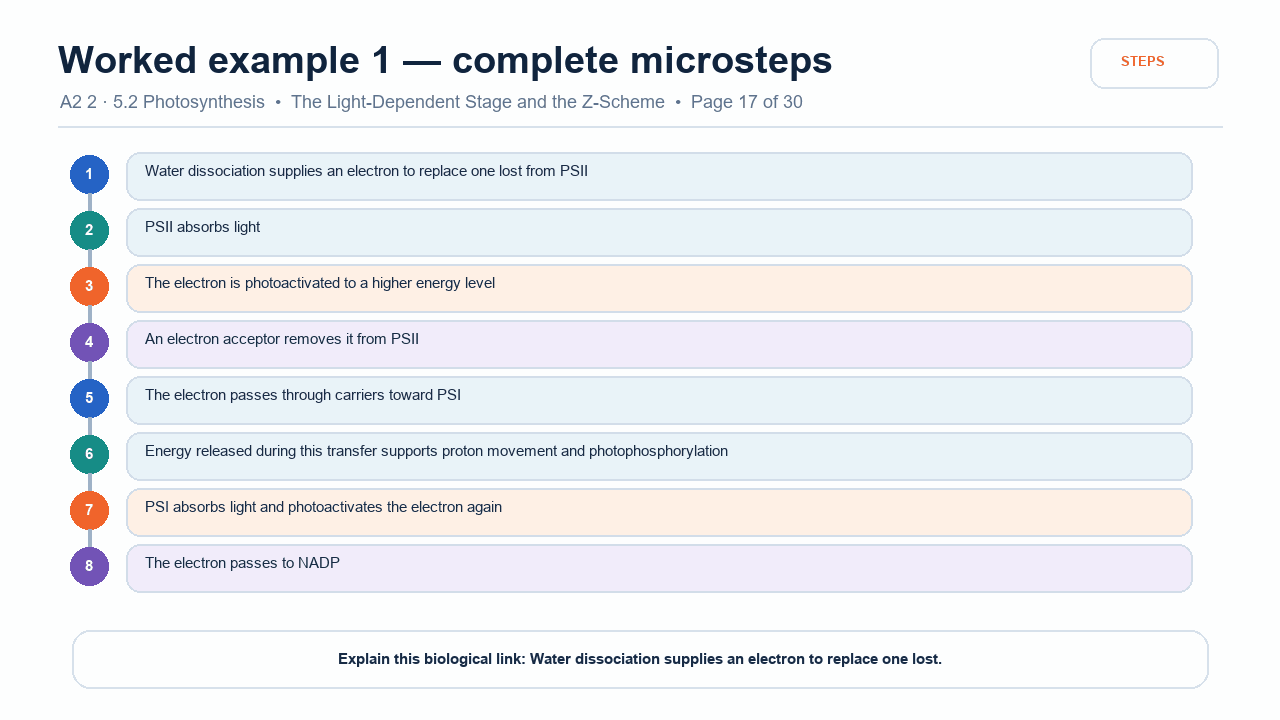 Worked example 1 — complete microsteps
STEPS
A2 2 · 5.2 Photosynthesis • The Light-Dependent Stage and the Z-Scheme • Page 17 of 30
1 Water dissociation supplies an electron to replace one lost from PSII
2 PSII absorbs light
3 The electron is photoactivated to a higher energy level
4 An electron acceptor removes it from PSII
5 The electron passes through carriers toward PSI
6 Energy released during this transfer supports proton movement and photophosphorylation
7 PSI absorbs light and photoactivates the electron again
8 The electron passes to NADP
Explain this biological link: Water dissociation supplies an electron to replace one lost.